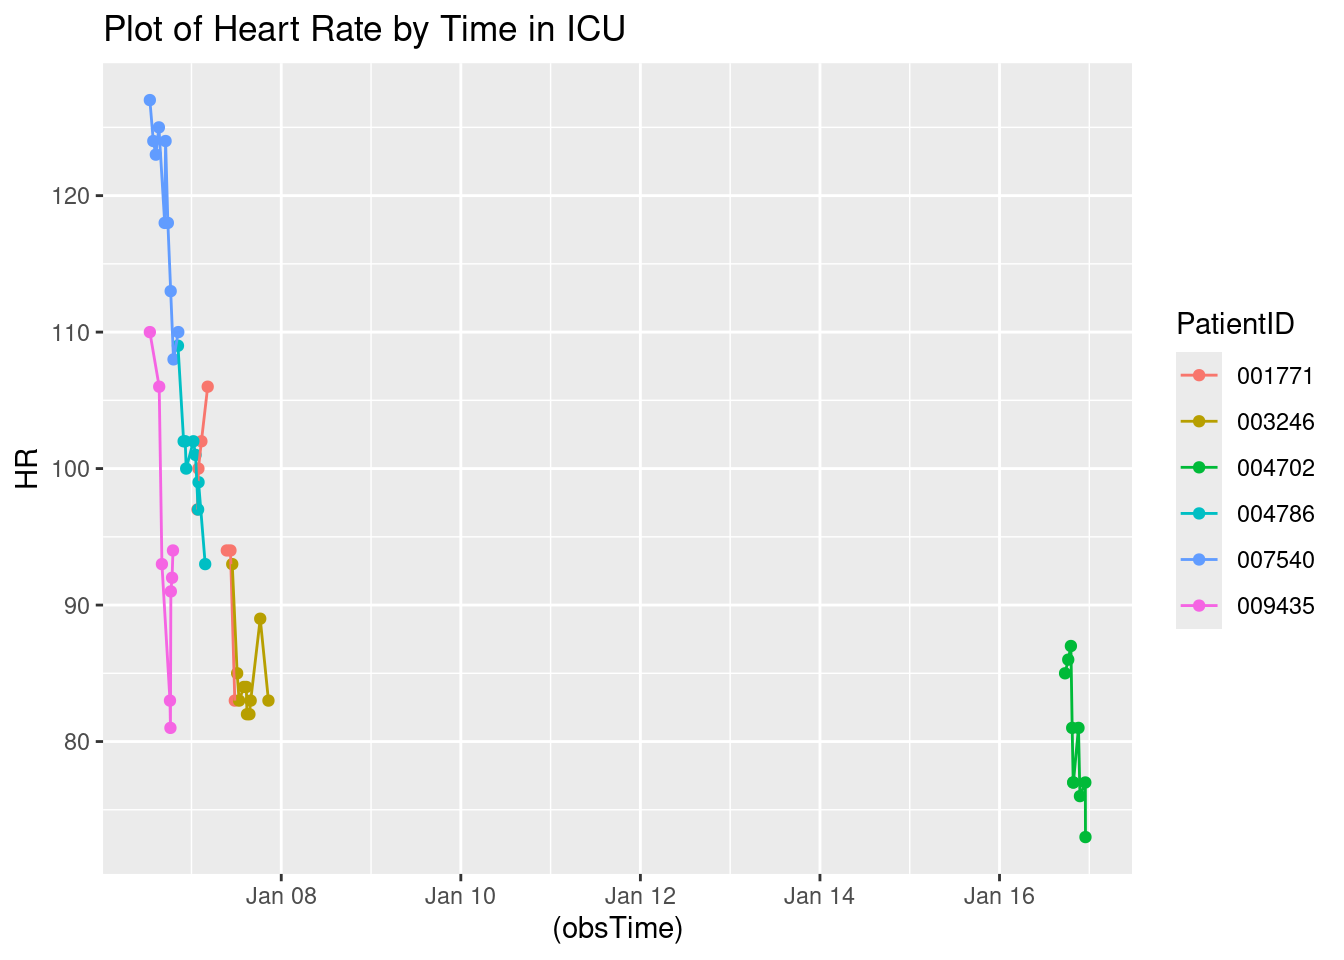 Plot of Heart Rate by Time in ICU
HR
120
110
100
90
80
Jan 08 Jan 10 Jan 12 Jan 14 Jan 16
(obsTime)
PatientID
001771
003246
004702
004786
007540
009435